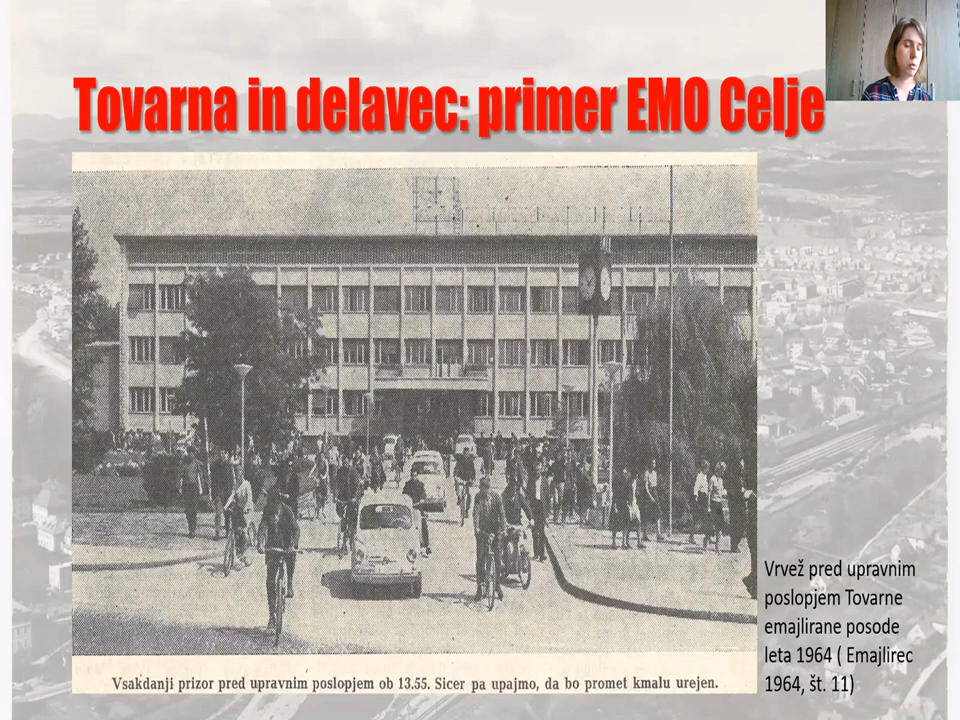 Tovarna in delavec: primer EMO Celje
Vrvež pred upravnim
poslopjem Tovarne
emajlirane posode
leta 1964 ( Emajlirec
1964, št. 11)
Vsakdanji prizor pred upravnim poslopjem ob 13.55. Sicer pa upajmo, da bo promet kmalu urejen.